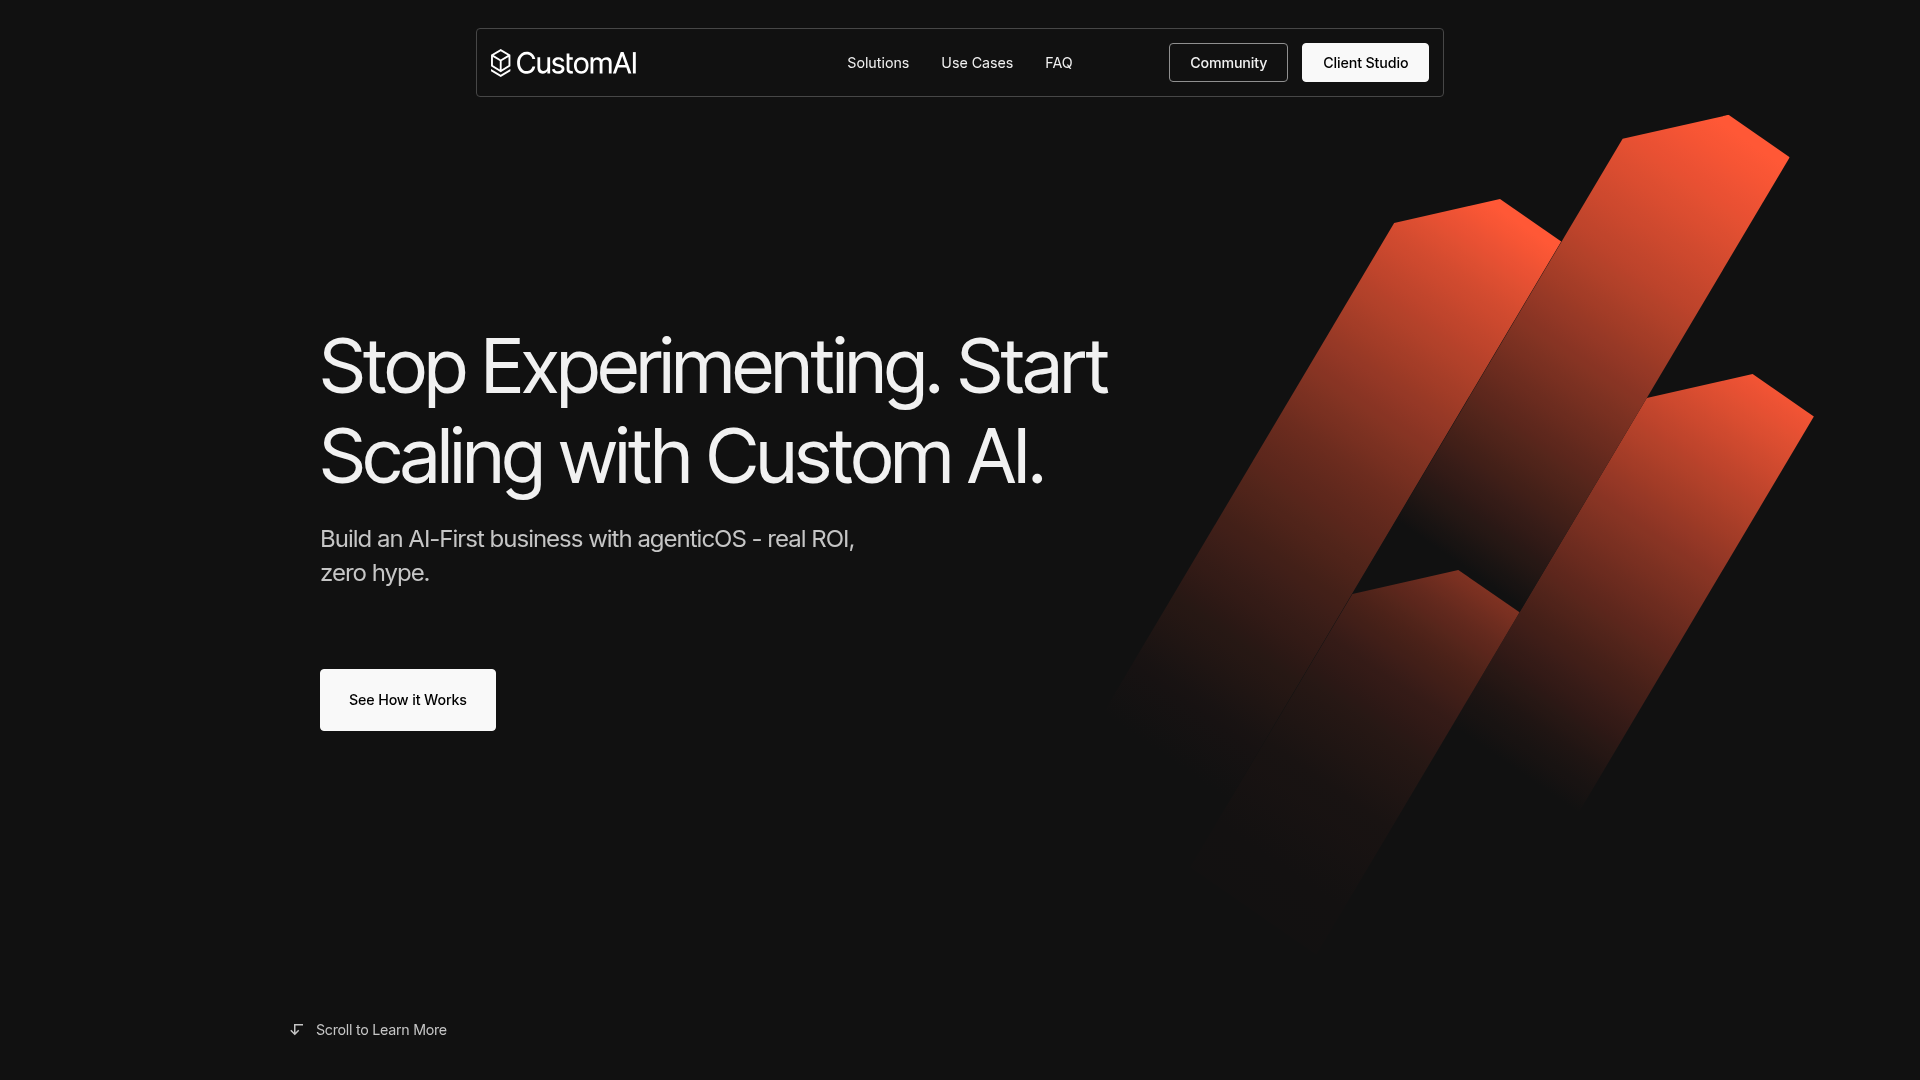 CustomAI
Solutions
Use Cases
FAQ
Community
Client Studio
Stop Experimenting. Start
Scaling with Custom AI.
Build an AI-First business with agenticOS - real ROI,
zero hype.
See How it Works
Scroll to Learn More